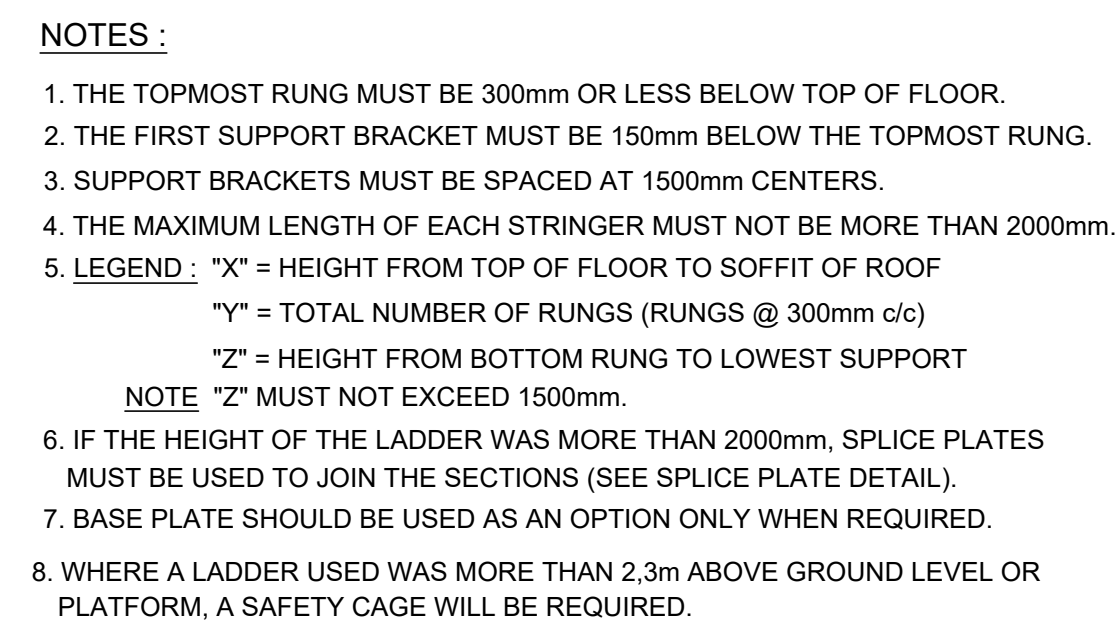 NOTES :
1. THE TOPMOST RUNG MUST BE 300mm OR LESS BELOW TOP OF FLOOR.
2. THE FIRST SUPPORT BRACKET MUST BE 150mm BELOW THE TOPMOST RUNG.
3. SUPPORT BRACKETS MUST BE SPACED AT 1500mm CENTERS.
4. THE MAXIMUM LENGTH OF EACH STRINGER MUST NOT BE MORE THAN 2000mm.
5. LEGEND : "X" = HEIGHT FROM TOP OF FLOOR TO SOFFIT OF ROOF
"Y" = TOTAL NUMBER OF RUNGS (RUNGS @ 300mm c/c)
"Z" = HEIGHT FROM BOTTOM RUNG TO LOWEST SUPPORT
NOTE "Z" MUST NOT EXCEED 1500mm.
6. IF THE HEIGHT OF THE LADDER WAS MORE THAN 2000mm, SPLICE PLATES
MUST BE USED TO JOIN THE SECTIONS (SEE SPLICE PLATE DETAIL).
7. BASE PLATE SHOULD BE USED AS AN OPTION ONLY WHEN REQUIRED.
8. WHERE A LADDER USED WAS MORE THAN 2,3m ABOVE GROUND LEVEL OR
PLATFORM, A SAFETY CAGE WILL BE REQUIRED.